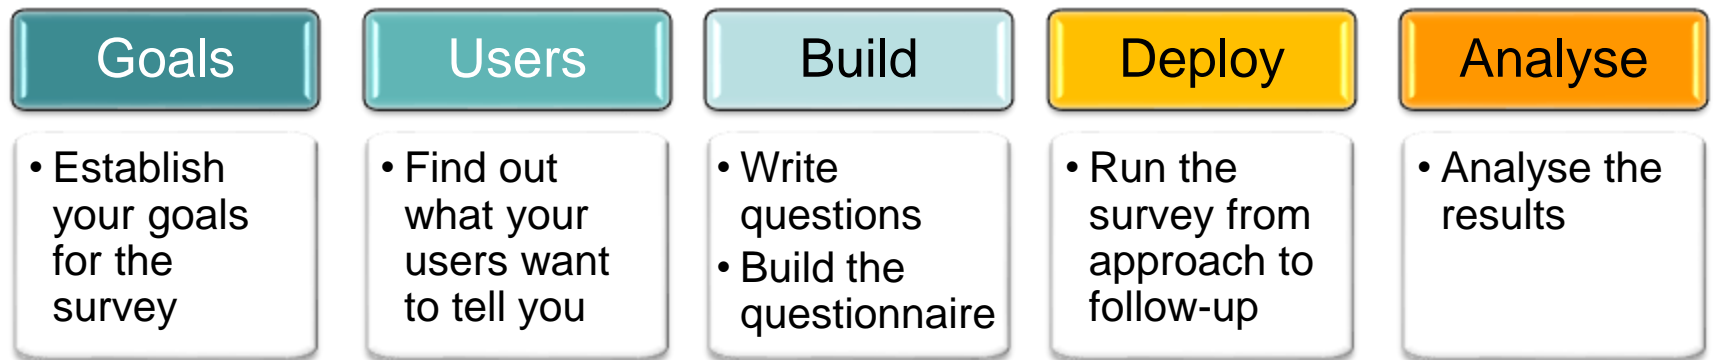 Goals
• Establish
your goals
for the
survey
Users
• Find out
what your
users want
to tell you
Build
• Write
questions
• Build the
questionnaire
Deploy
• Run the
survey from
approach to
follow-up
Analyse
• Analyse the
results